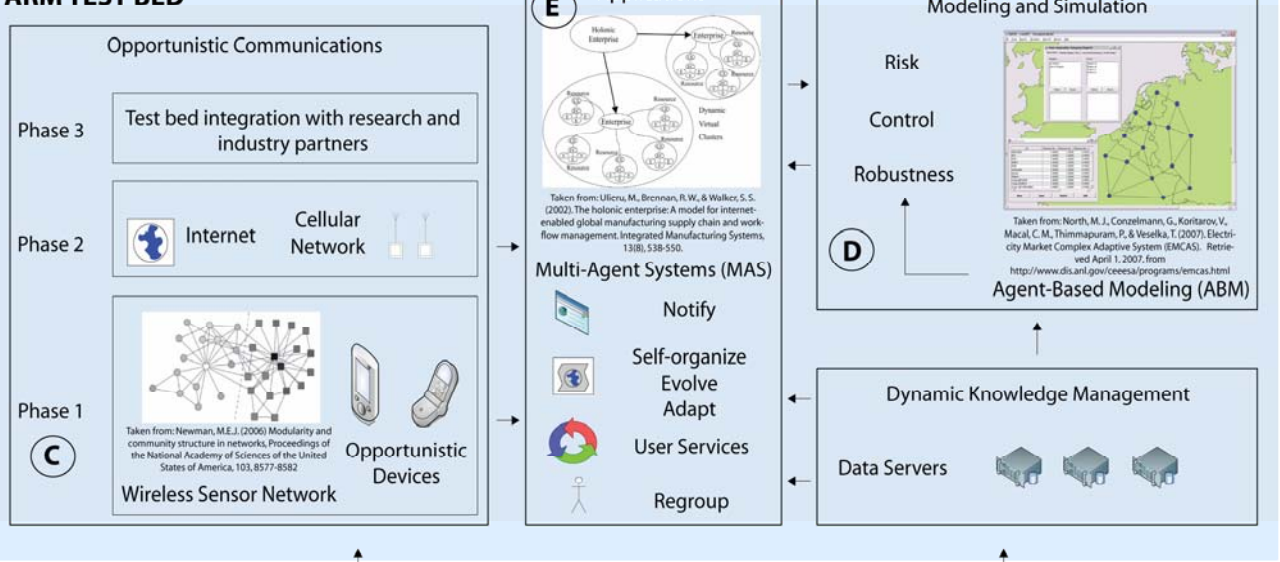 ARM TEST BED
Opportunistic Communications
Phase 3
Test bed integration with research and
industry partners
Phase 2
Internet
Cellular
Network
Phase 1
C
Taken from: Newman, M.E.J. (2006) Modularity and
community structure in networks, Proceedings of
the National Academy of Sciences of the United
States of America, 103, 8577-8582
Wireless Sensor Network
Opportunistic
Devices
E
Holonic
Enterprise
Enterprise
Resource
Resource
Resource
Dynamic
Virtual
Clusters
Enterprise
Resource
Resource
Resource
Taken from: Ulieru, M., Brennan, R. W., & Walker, S. S.
(2002). The holonic enterprise: A model for internet-
enabled global manufacturing supply chain and work-
flow management. Integrated Manufacturing Systems,
13(8), 538-550.
Multi-Agent Systems (MAS)
Notify
Self-organize
Evolve
Adapt
User Services
Regroup
Modeling and Simulation
Risk
Control
Robustness
D
Taken from: North, M. J., Conzelmann, G., Koritarov, V.,
Macal, C. M., Thimmapuram, P., & Veselka, T. (2007). Electri-
city Market Complex Adaptive System (EMCAS). Retrie-
ved April 1. 2007. from
http://www.dis.anl.gov/ceeesa/programs/emcas.html
Agent-Based Modeling (ABM)
Dynamic Knowledge Management
Data Servers